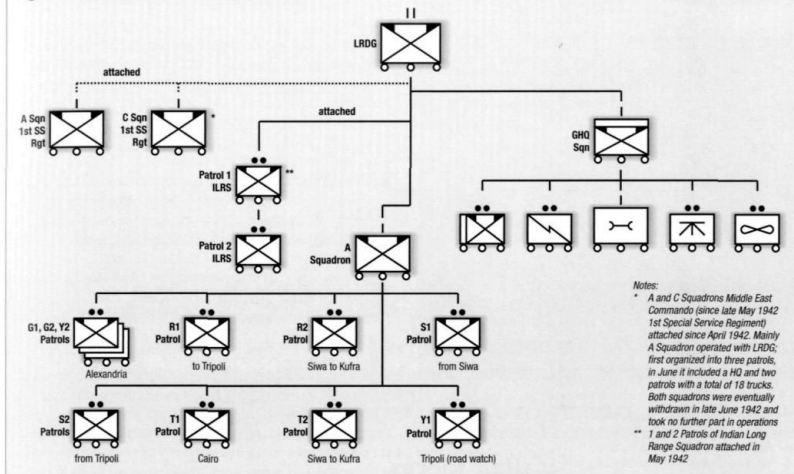 LRDG
attached
A Sqn
1st SS
Rgt
C Sqn
1st SS
Rgt
*
attached
GHQ
Sqn
Patrol 1
ILRS
**
Patrol 2
ILRS
A
Squadron
G1, G2, Y2
Patrols
Alexandria
R1
Patrol
to Tripoli
R2
Patrol
Siwa to Kufra
S1
Patrol
from Siwa
S2
Patrols
from Tripoli
T1
Patrol
Cairo
T2
Patrol
Siwa to Kufra
Y1
Patrol
Tripoli (road watch)
Notes:
* A and C Squadrons Middle East
Commando (since late May 1942
1st Special Service Regiment)
attached since April 1942. Mainly
A Squadron operated with LRDG;
first organized into three patrols,
in June it included a HQ and two
patrols with a total of 18 trucks.
Both squadrons were eventually
withdrawn in late June 1942 and
took no further part in operations
** 1 and 2 Patrols of Indian Long
Range Squadron attached in
May 1942